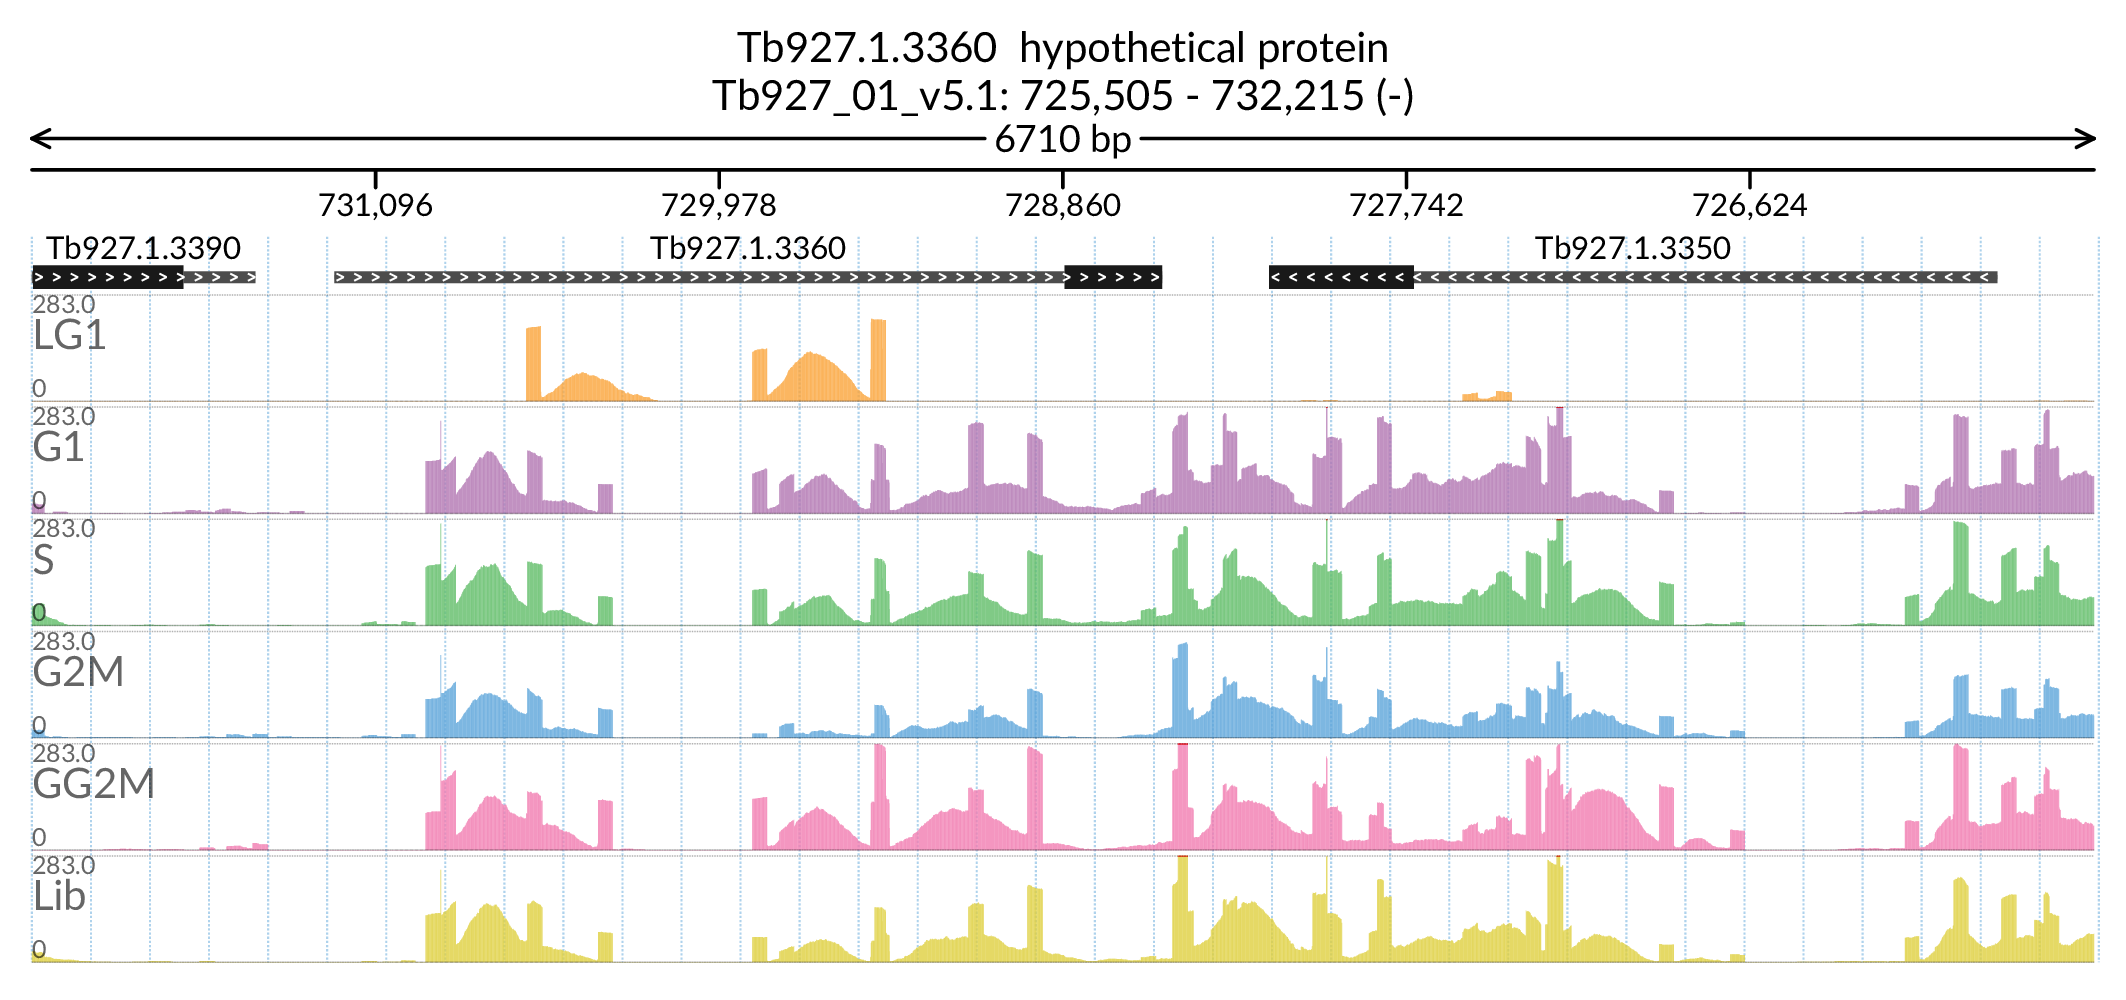 Tb927.1.3360  hypothetical protein
Tb927_01_v5.1: 725,505 - 732,215 (-)
6710 bp
731,096 729,978 728,860 727,742 726,624
Tb927.1.3390 Tb927.1.3360 Tb927.1.3350
283.0
LG1
0
283.0
G1
0
283.0
S
0
283.0
G2M
0
283.0
GG2M
0
283.0
Lib
0